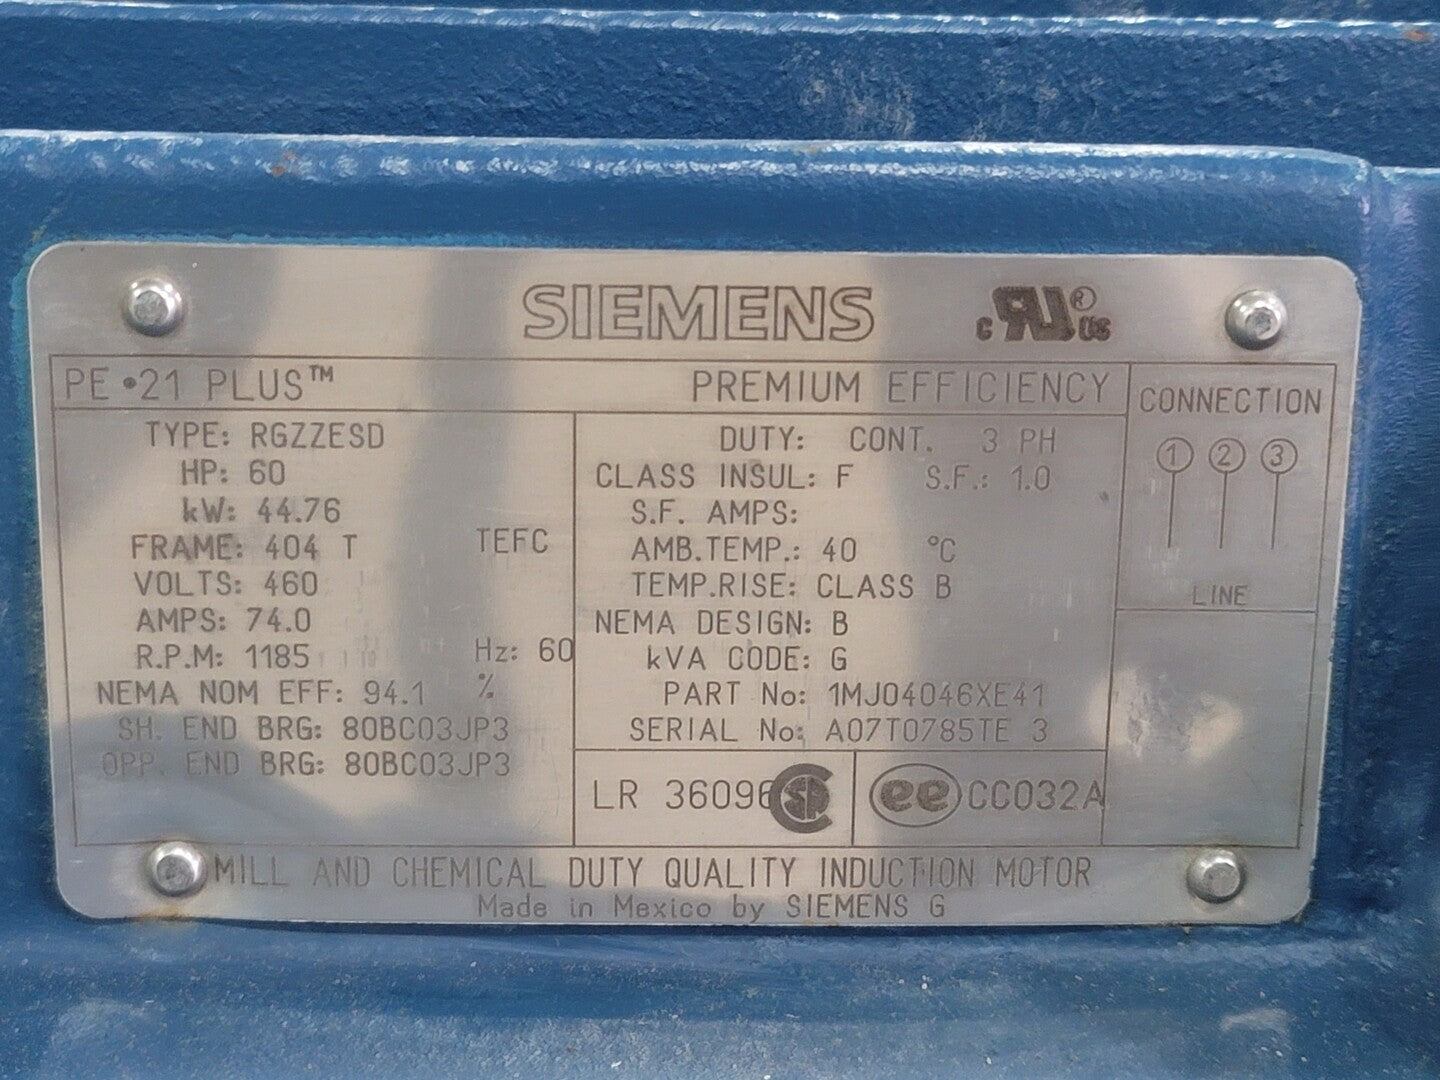 SIEMENS
c RU ® US
PE•21 PLUS™ PREMIUM EFFICIENCY
TYPE: RGZZESD
HP: 60
kW: 44.76
FRAME: 404 T TEFC
VOLTS: 460
AMPS: 74.0
R.P.M: 1185 Hz: 60
NEMA NOM EFF: 94.1 %
SH. END BRG: 80BC03JP3
OPP. END BRG: 80BC03JP3
DUTY: CONT. 3 PH
CLASS INSUL: F S.F.: 1.0
S.F. AMPS:
AMB.TEMP.: 40 °C
TEMP.RISE: CLASS B
NEMA DESIGN: B
kVA CODE: G
PART No: 1MJ04046XE41
SERIAL No: A07T0785TE 3
LR 36096 SA
ee CC032A
CONNECTION
1 2 3
LINE
MILL AND CHEMICAL DUTY QUALITY INDUCTION MOTOR
Made in Mexico by SIEMENS G